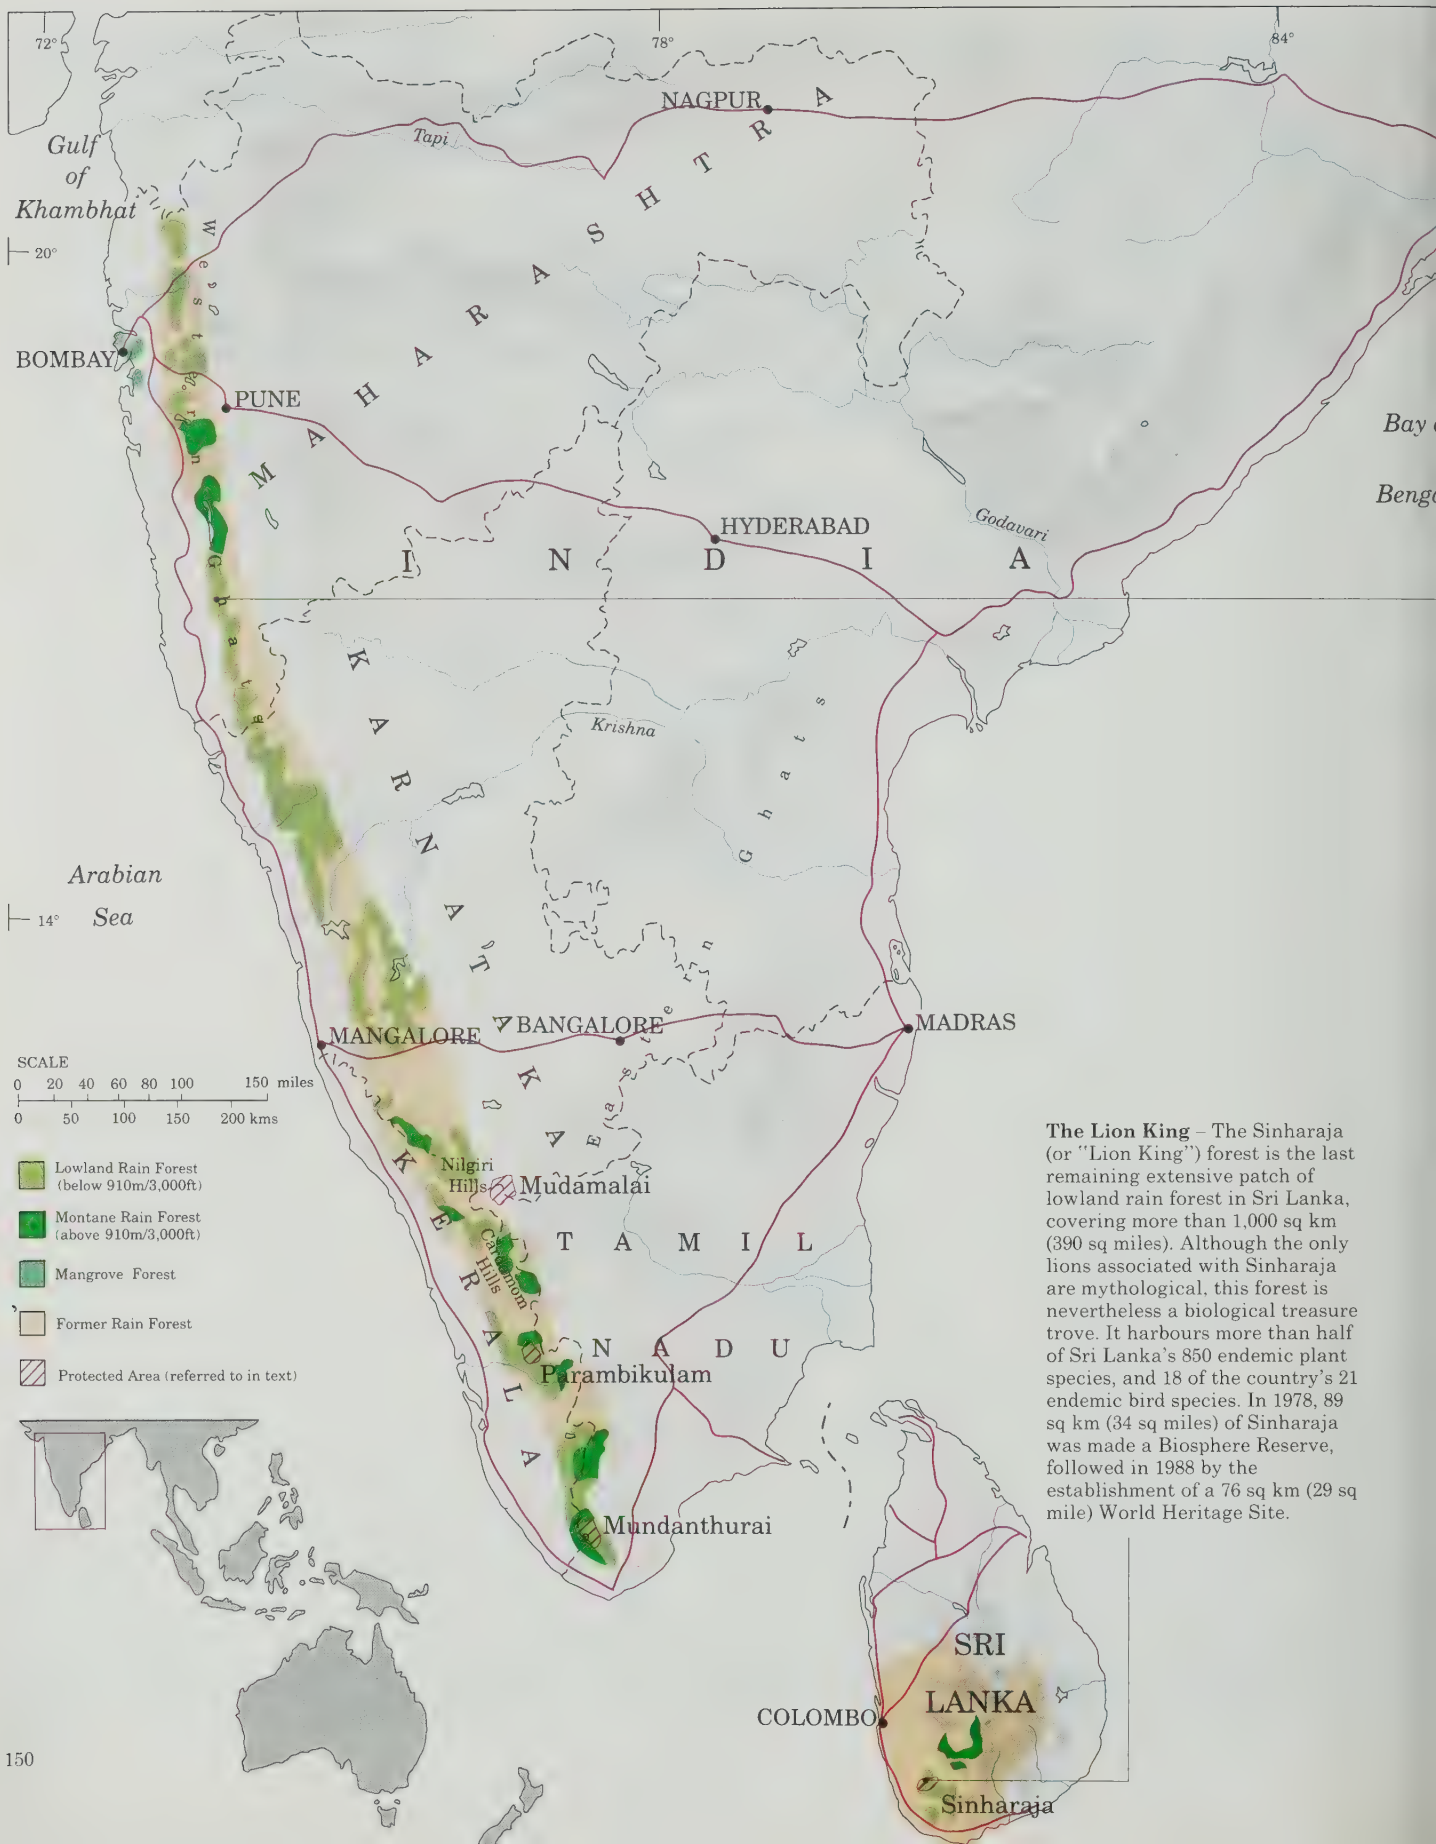 72°
78°
84°
Gulf
of
Khambhat
20°
NAGPUR
Tapi
MAHARASHTRA
Western Ghats
BOMBAY
PUNE
Bay
Beng
HYDERABAD
Godavari
INDIA
KARNATAKA
Krishna
Eastern Ghats
Arabian
Sea
14°
MANGALORE
BANGALORE
MADRAS
SCALE
0 20 40 60 80 100 150 miles
0 50 100 150 200 kms
Lowland Rain Forest
(below 910m/3,000ft)
Montane Rain Forest
(above 910m/3,000ft)
Mangrove Forest
Former Rain Forest
Protected Area (referred to in text)
Nilgiri
Hills
Mudamalai
KERALA
Cardamom
Hills
TAMIL
NADU
Parambikulam
Mundanthurai
The Lion King – The Sinharaja
(or "Lion King") forest is the last
remaining extensive patch of
lowland rain forest in Sri Lanka,
covering more than 1,000 sq km
(390 sq miles). Although the only
lions associated with Sinharaja
are mythological, this forest is
nevertheless a biological treasure
trove. It harbours more than half
of Sri Lanka's 850 endemic plant
species, and 18 of the country's 21
endemic bird species. In 1978, 89
sq km (34 sq miles) of Sinharaja
was made a Biosphere Reserve,
followed in 1988 by the
establishment of a 76 sq km (29 sq
mile) World Heritage Site.
SRI
LANKA
COLOMBO
Sinharaja
150